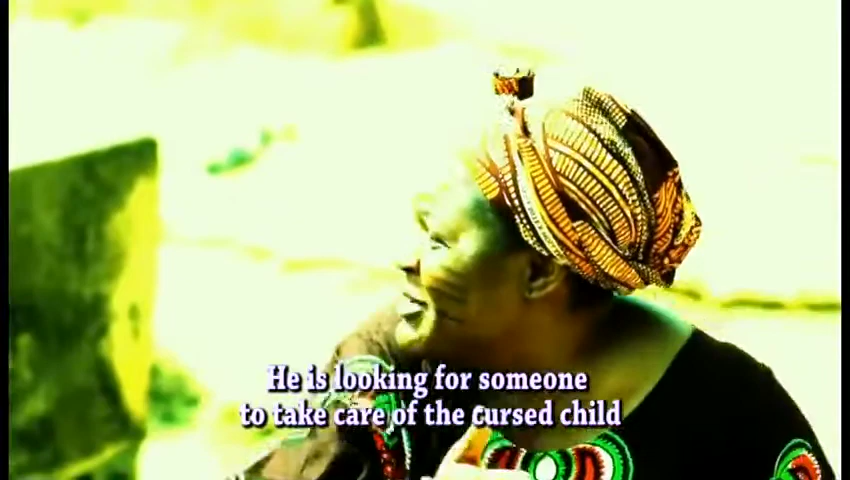 He is looking for someone
to take care of the cursed child